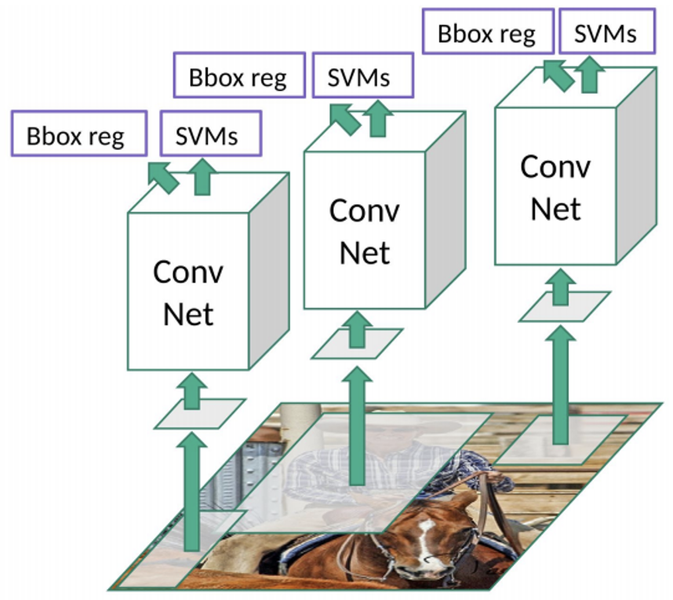 Bbox reg
SVMs
Bbox reg
SVMs
Bbox reg
SVMs
Conv
Net
Conv
Net
Conv
Net